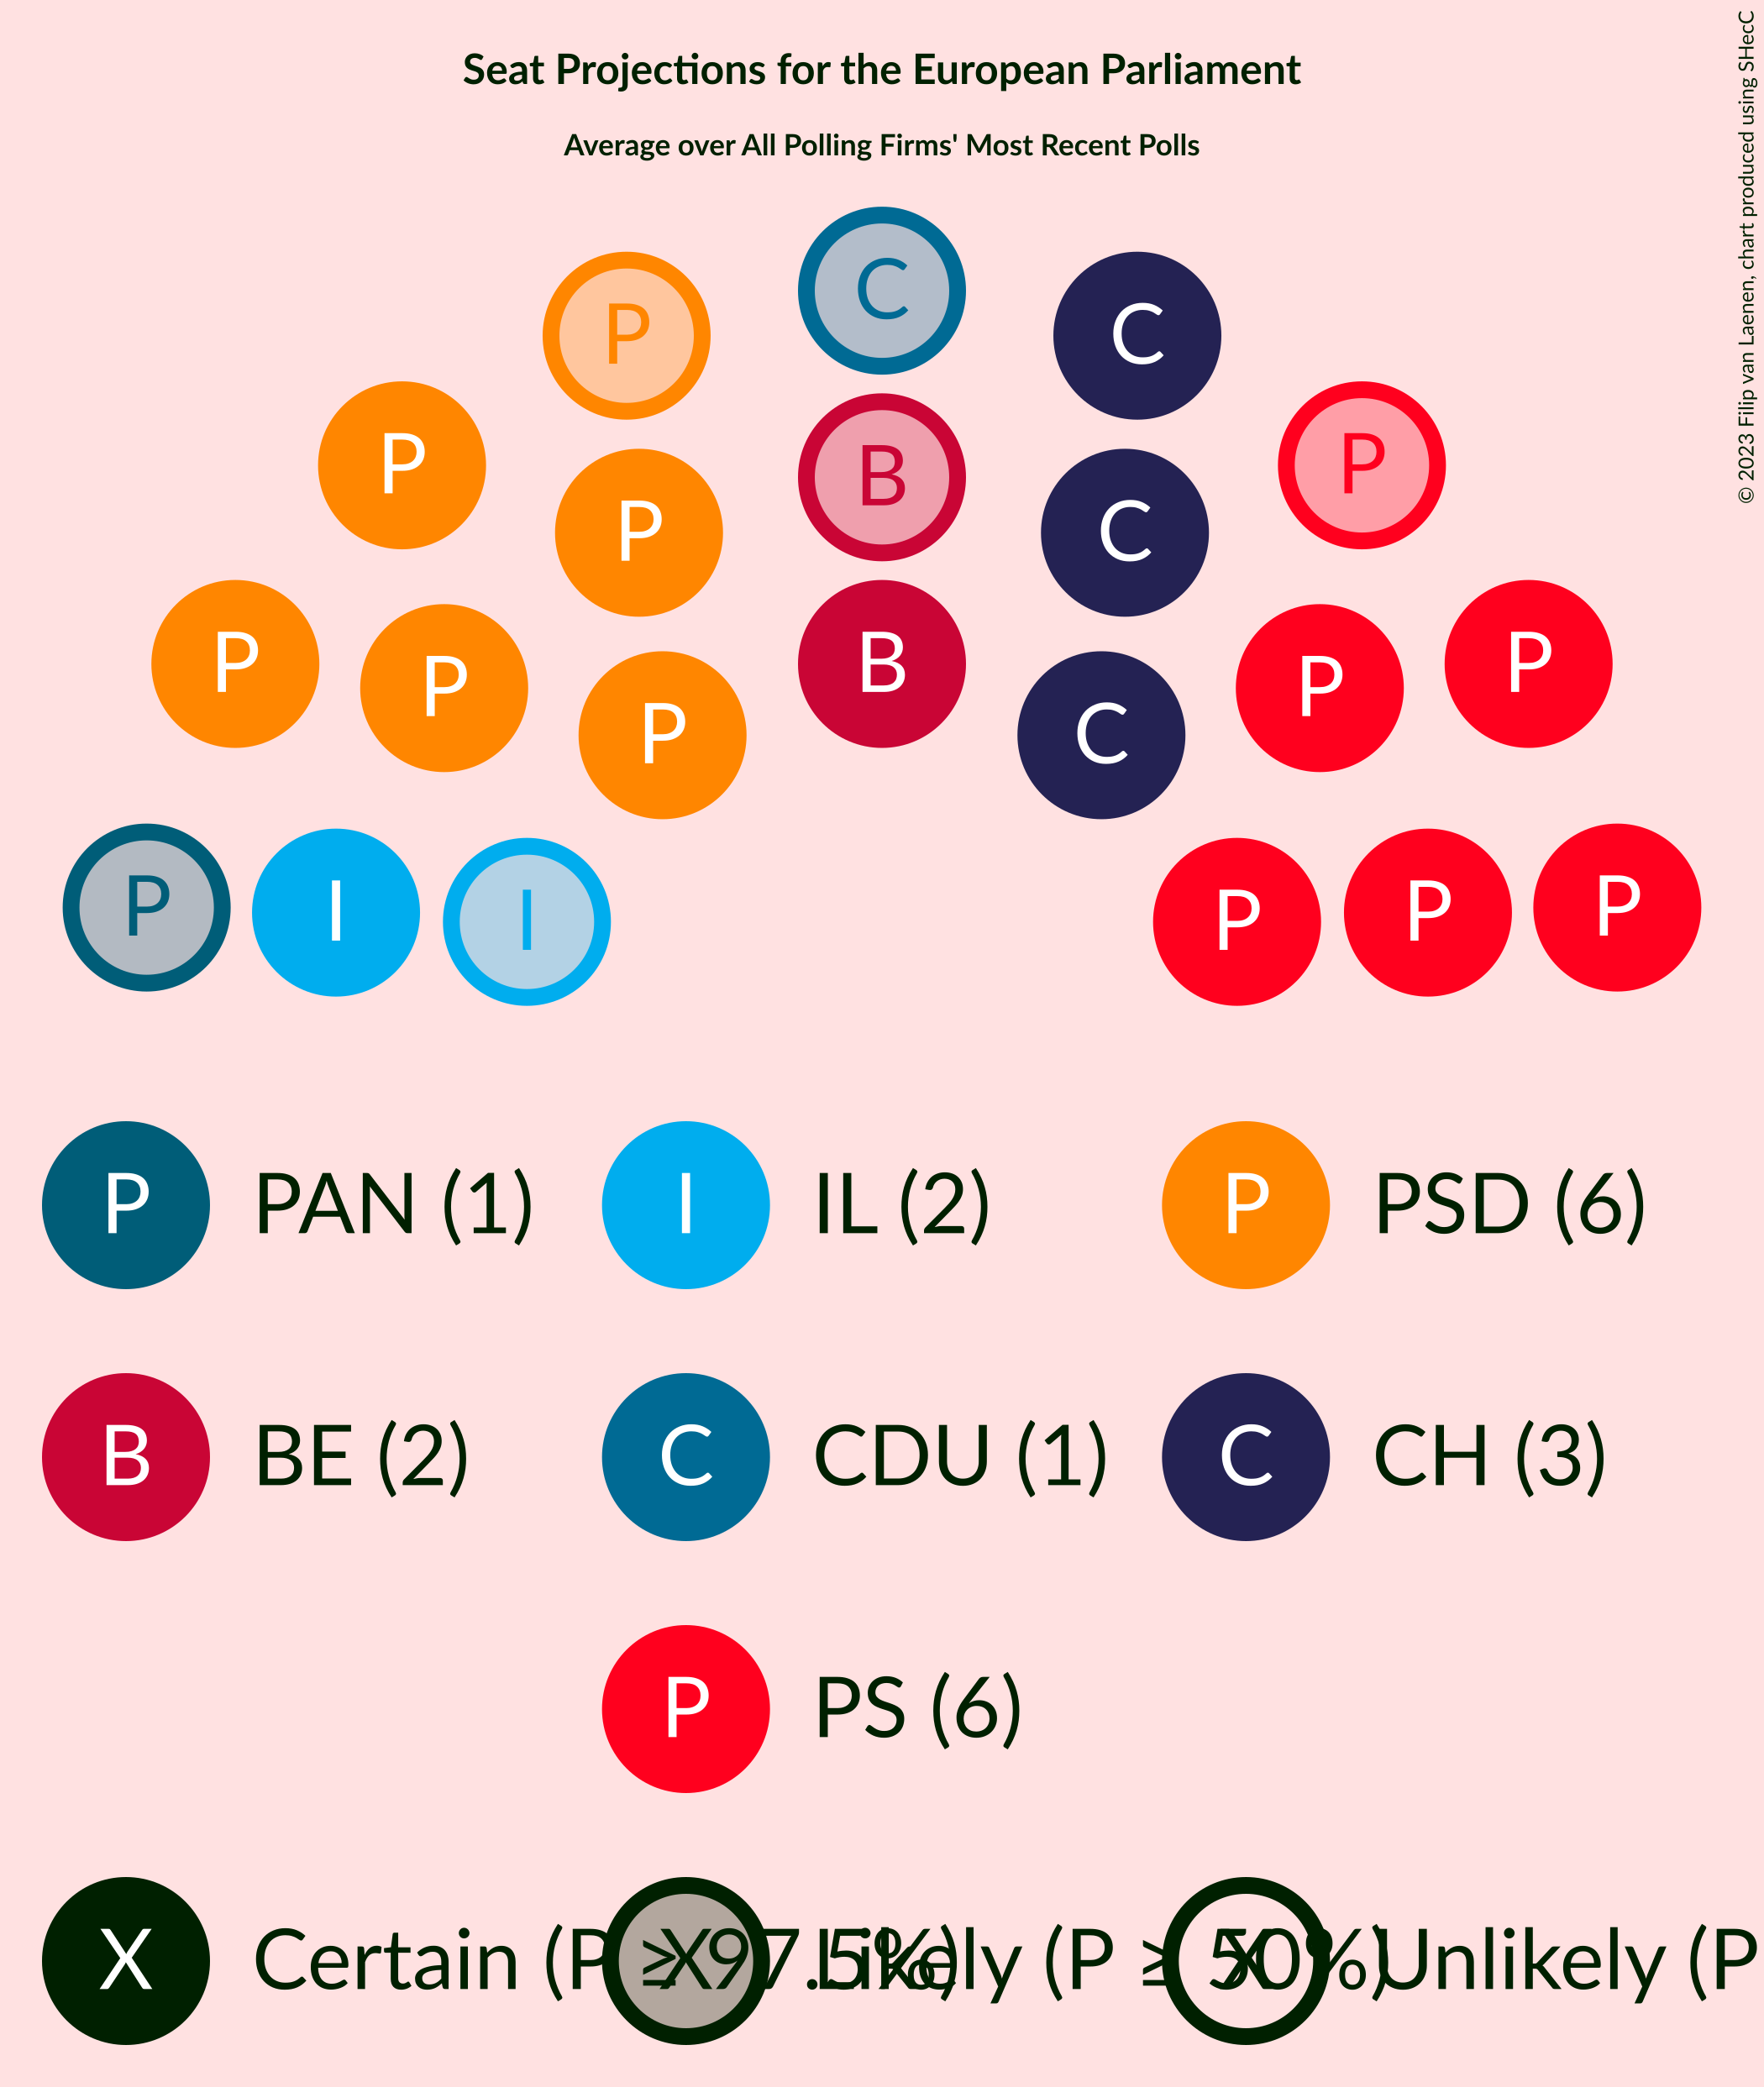 Seat Projections for the European Parliament
Average over All Polling Firms' Most Recent Polls
© 2023 Filip van Laenen, chart produced using SHecC
C
P C
P P
B
P C
P P
B
P P
P C
P P
I I P P P
P PAN (1) I IL (2) P PSD (6)
B BE (2) C CDU (1) C CH (3)
P PS (6)
X Certain (P ≥ 97.5%) X Likely (P ≥ 50%) X Unlikely (P